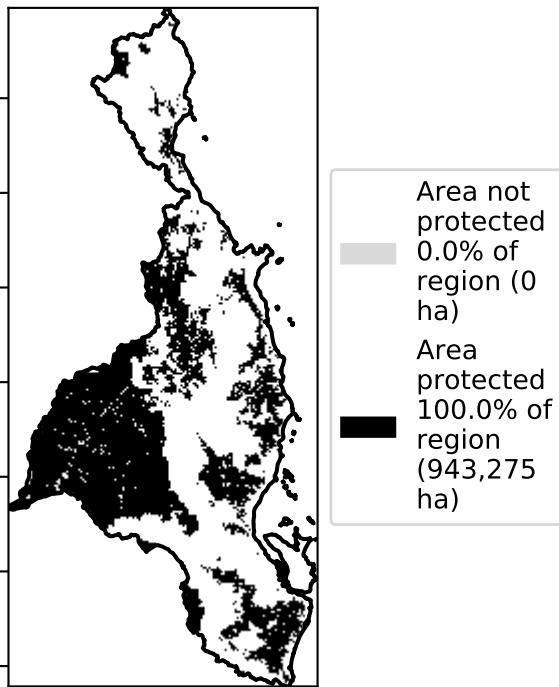 Area not
protected
0.0% of
region (0
ha)
Area
protected
100.0% of
region
(943,275
ha)